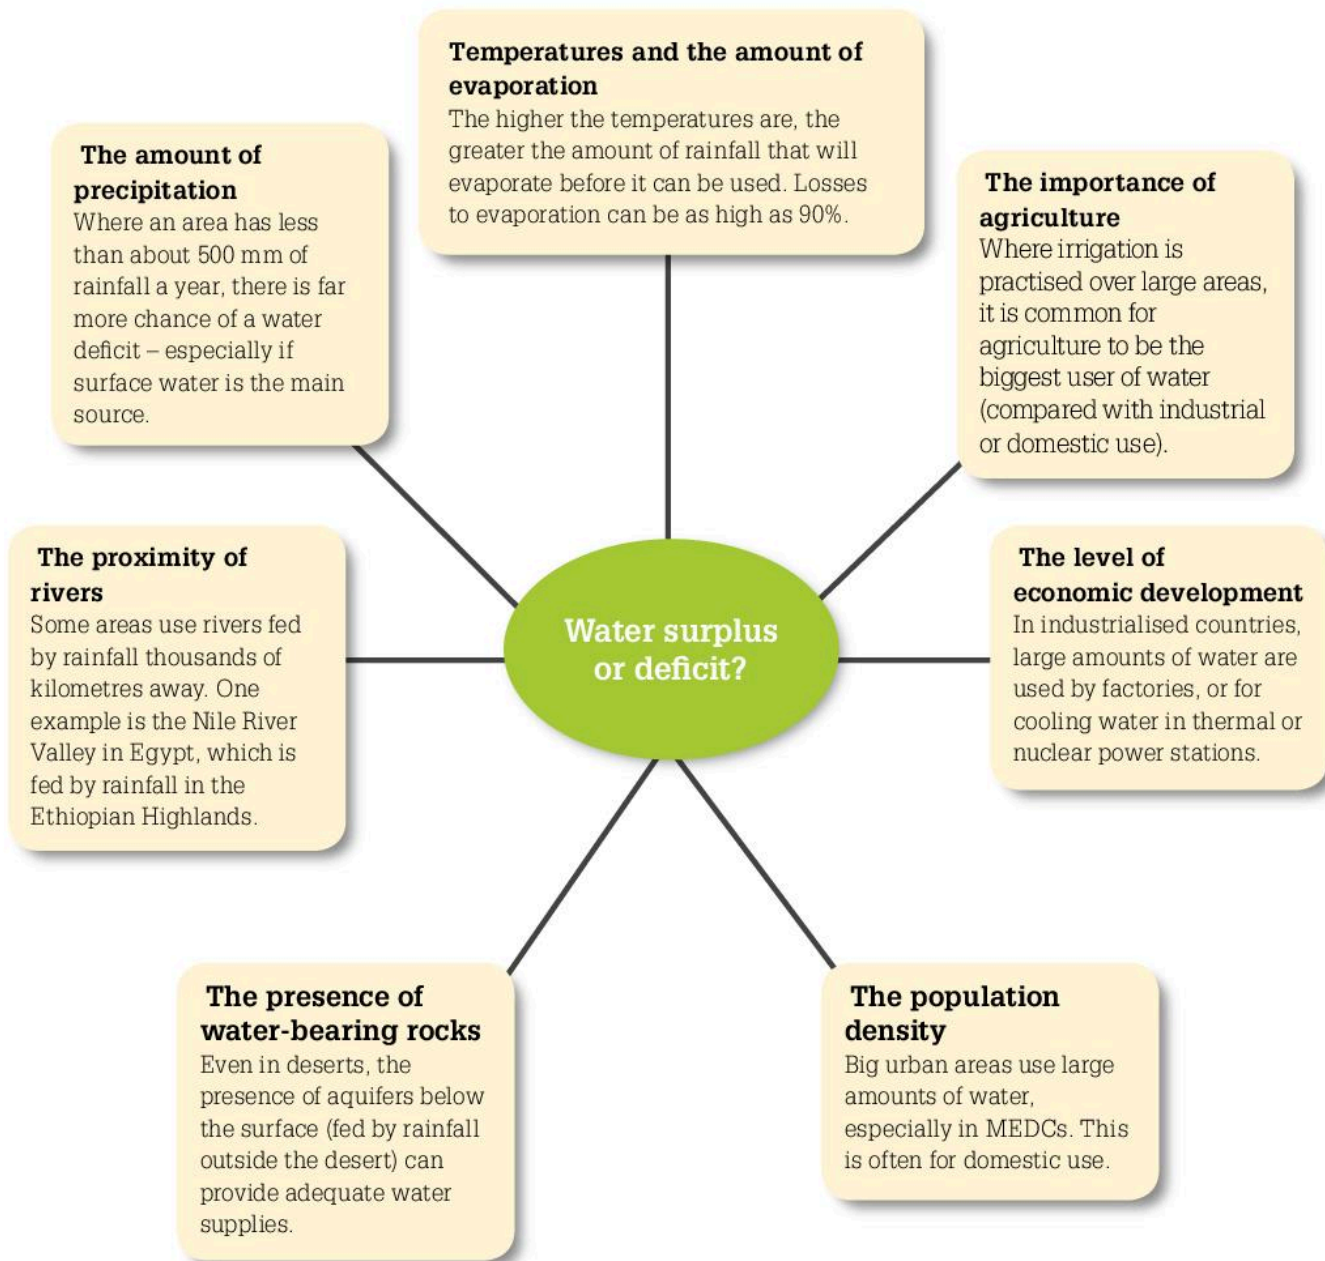 Temperatures and the amount of
evaporation
The higher the temperatures are, the
greater the amount of rainfall that will
evaporate before it can be used. Losses
to evaporation can be as high as 90%.
The amount of
precipitation
Where an area has less
than about 500 mm of
rainfall a year, there is far
more chance of a water
deficit – especially if
surface water is the main
source.
The importance of
agriculture
Where irrigation is
practised over large areas,
it is common for
agriculture to be the
biggest user of water
(compared with industrial
or domestic use).
The proximity of
rivers
Some areas use rivers fed
by rainfall thousands of
kilometres away. One
example is the Nile River
Valley in Egypt, which is
fed by rainfall in the
Ethiopian Highlands.
Water surplus
or deficit?
The level of
economic development
In industrialised countries,
large amounts of water are
used by factories, or for
cooling water in thermal or
nuclear power stations.
The presence of
water-bearing rocks
Even in deserts, the
presence of aquifers below
the surface (fed by rainfall
outside the desert) can
provide adequate water
supplies.
The population
density
Big urban areas use large
amounts of water,
especially in MEDCs. This
is often for domestic use.